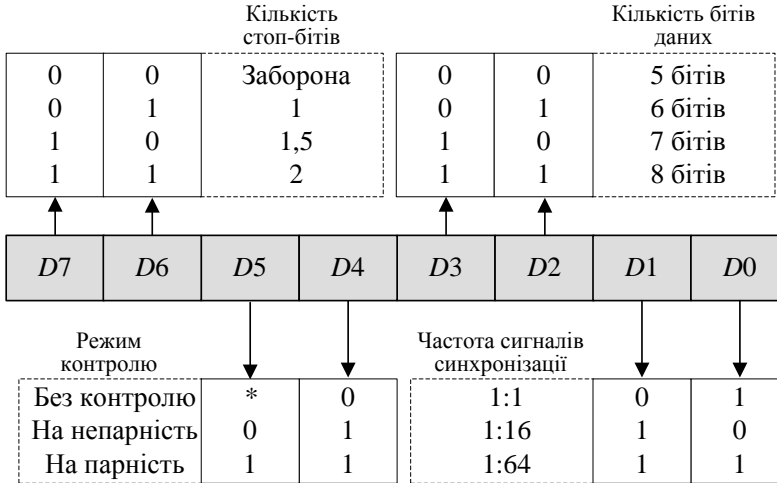 Кількість
стоп-бітів
Кількість бітів
даних
0 0 Заборона 0 0 5 бітів
0 1 1 0 1 6 бітів
1 0 1,5 1 0 7 бітів
1 1 2 1 1 8 бітів
D7 D6 D5 D4 D3 D2 D1 D0
Режим
контролю
Частота сигналів
синхронізації
Без контролю * 0 1:1 0 1
На непарність 0 1 1:16 1 0
На парність 1 1 1:64 1 1